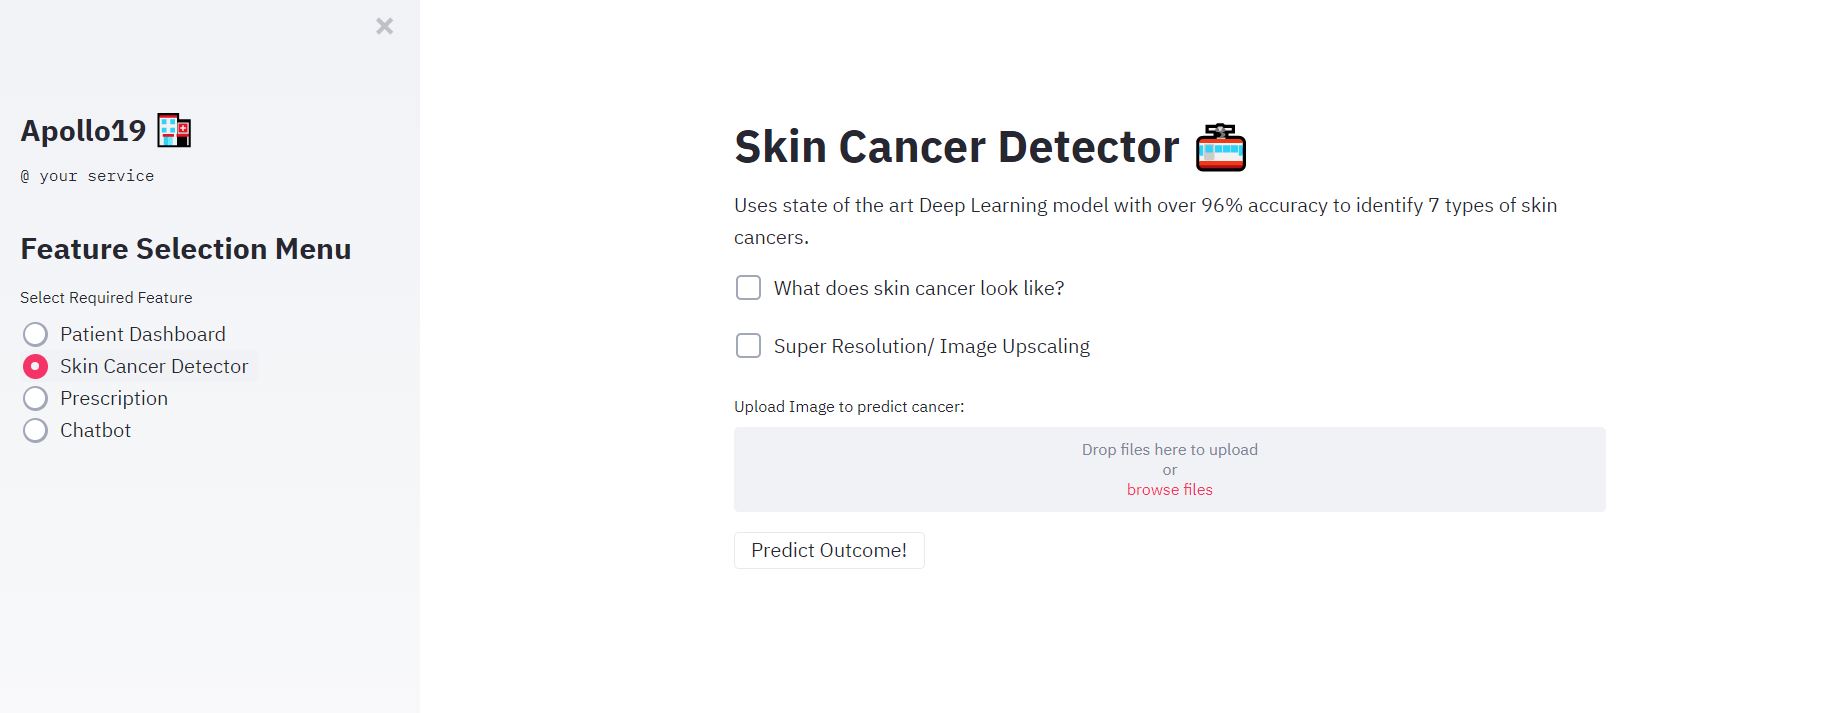 Apollo19
@ your service
Feature Selection Menu
Select Required Feature
Patient Dashboard
Skin Cancer Detector
Prescription
Chatbot
Skin Cancer Detector
Uses state of the art Deep Learning model with over 96% accuracy to identify 7 types of skin
cancers.
What does skin cancer look like?
Super Resolution/ Image Upscaling
Upload Image to predict cancer:
Drop files here to upload
or
browse files
Predict Outcome!